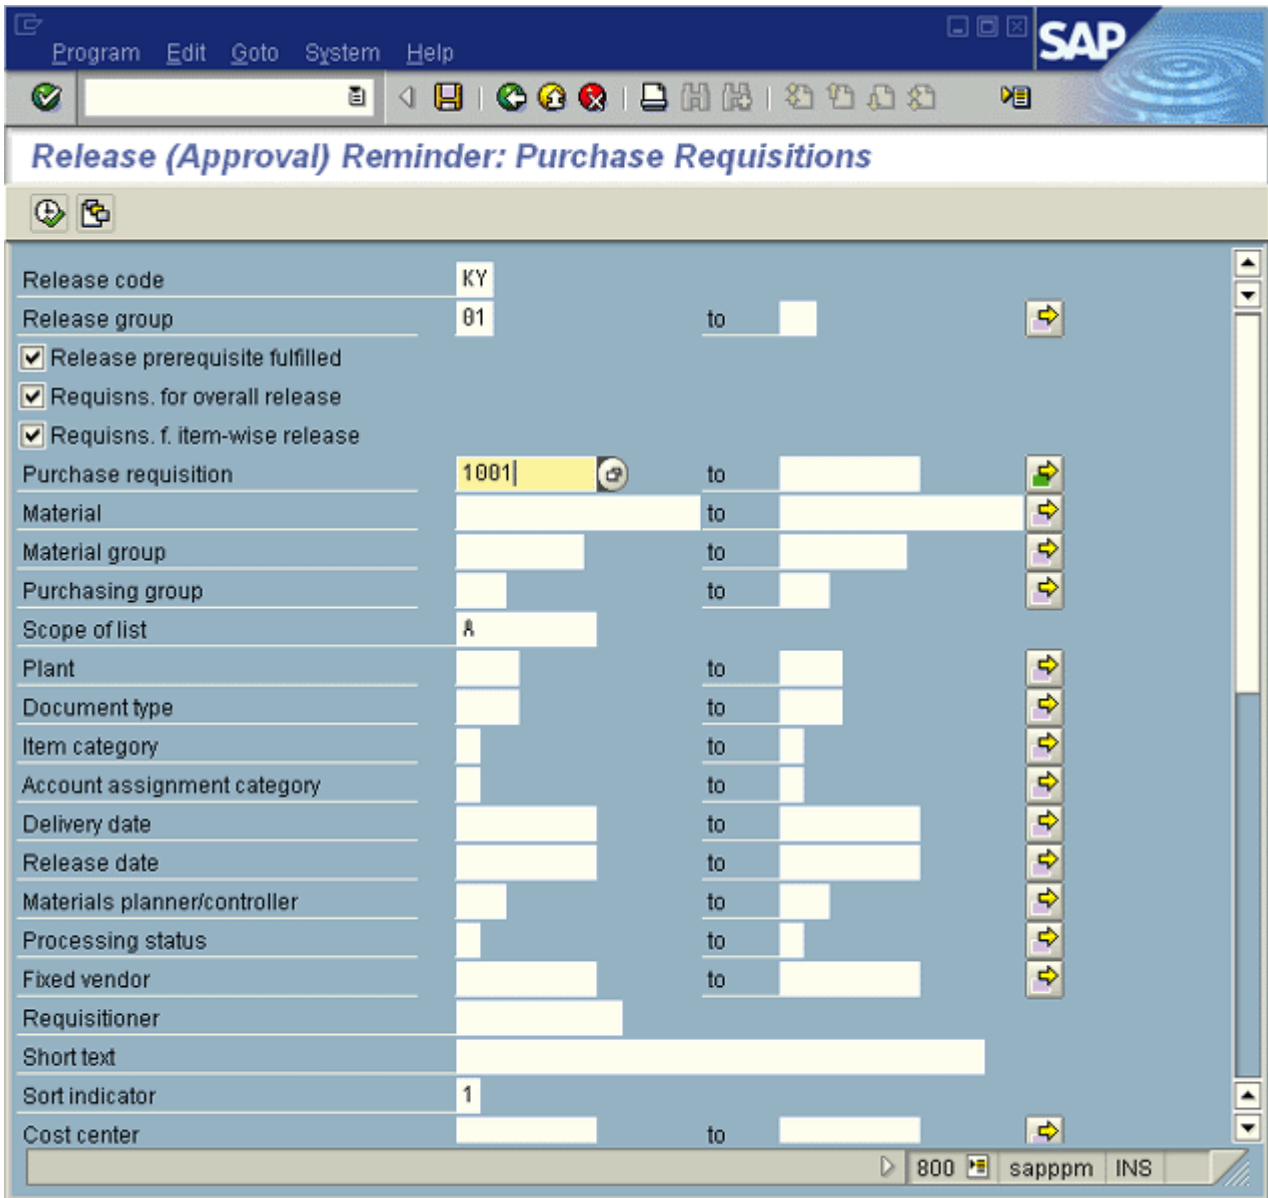 Program Edit Goto System Help
SAP
Release (Approval) Reminder: Purchase Requisitions
Release code KY
Release group 01 to
Release prerequisite fulfilled
Requisns. for overall release
Requisns. f. item-wise release
Purchase requisition 1001 to
Material to
Material group to
Purchasing group to
Scope of list A
Plant to
Document type to
Item category to
Account assignment category to
Delivery date to
Release date to
Materials planner/controller to
Processing status to
Fixed vendor to
Requisitioner
Short text
Sort indicator 1
Cost center to
800 sapppm INS